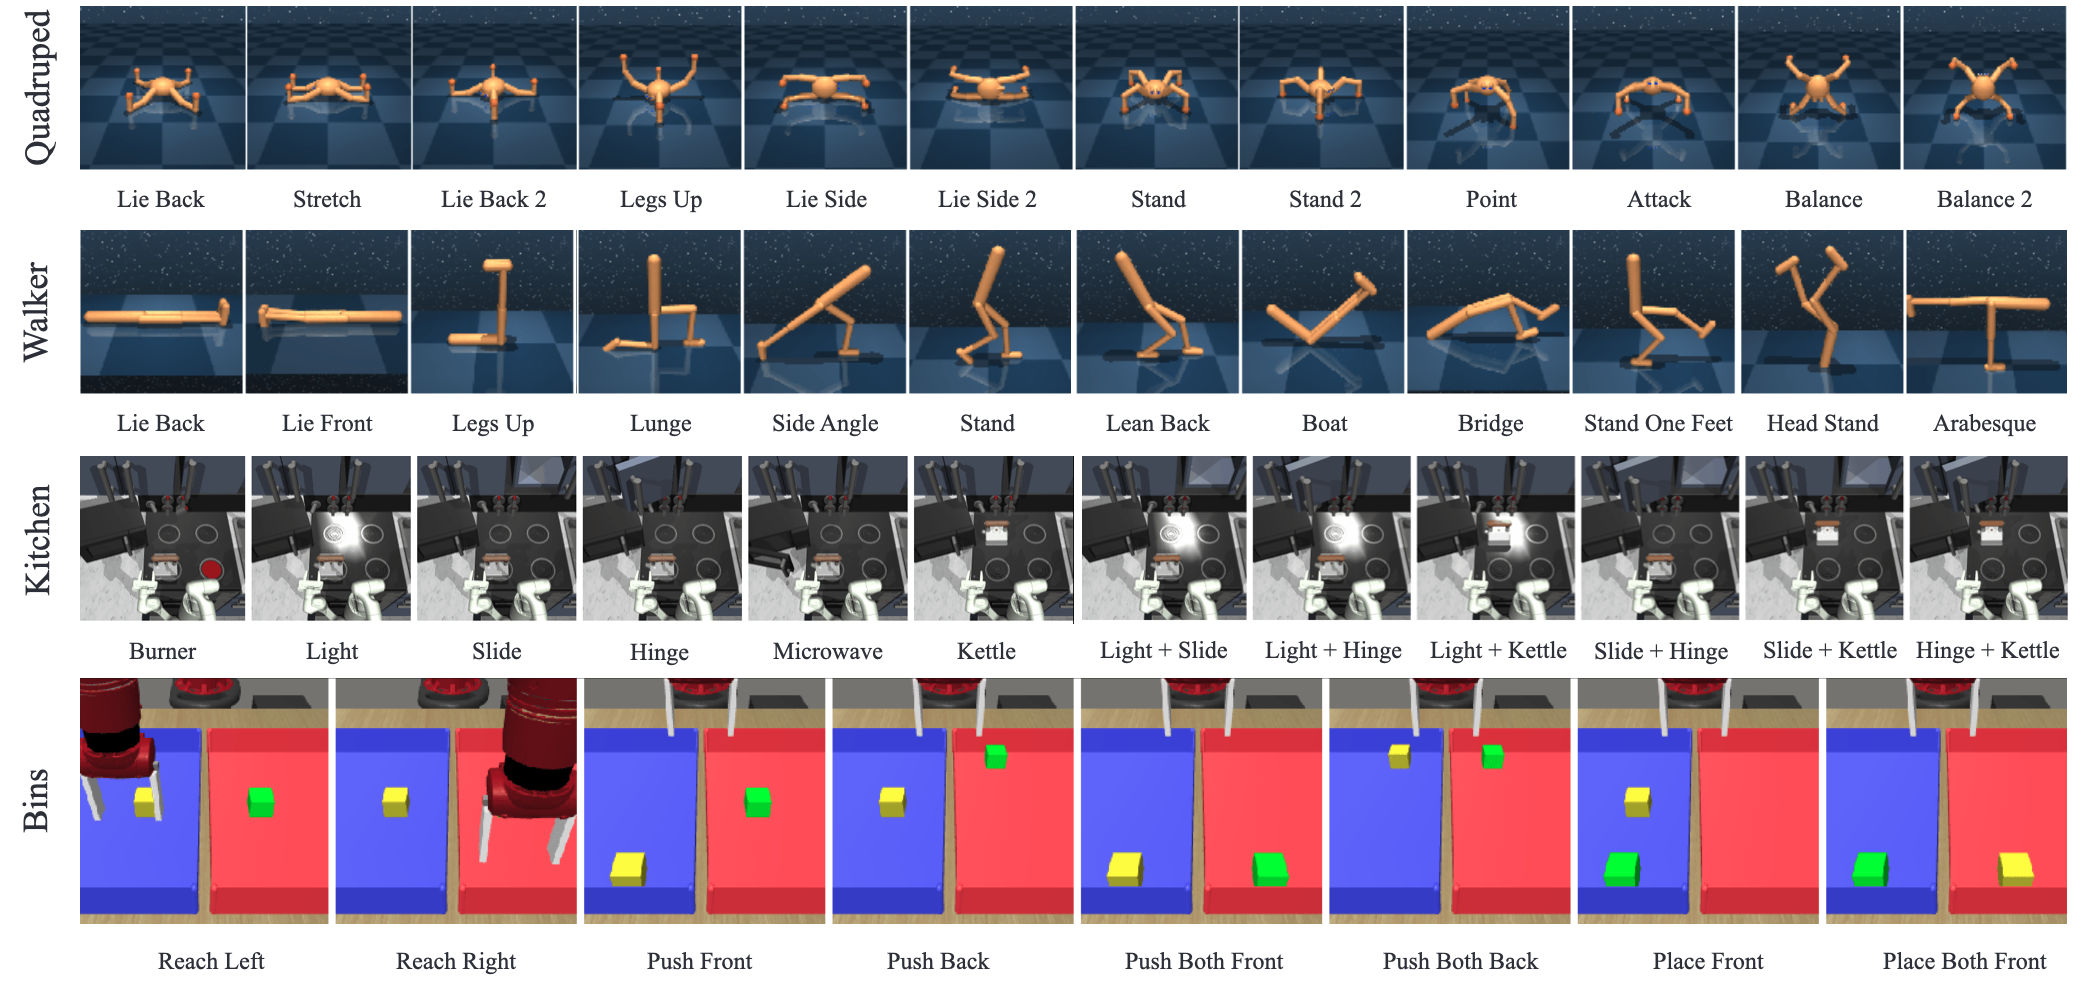 Quadruped
Lie Back
Stretch
Lie Back 2
Legs Up
Lie Side
Lie Side 2
Stand
Stand 2
Point
Attack
Balance
Balance 2
Walker
Lie Back
Lie Front
Legs Up
Lunge
Side Angle
Stand
Lean Back
Boat
Bridge
Stand One Feet
Head Stand
Arabesque
Kitchen
Burner
Light
Slide
Hinge
Microwave
Kettle
Light + Slide
Light + Hinge
Light + Kettle
Slide + Hinge
Slide + Kettle
Hinge + Kettle
Bins
Reach Left
Reach Right
Push Front
Push Back
Push Both Front
Push Both Back
Place Front
Place Both Front